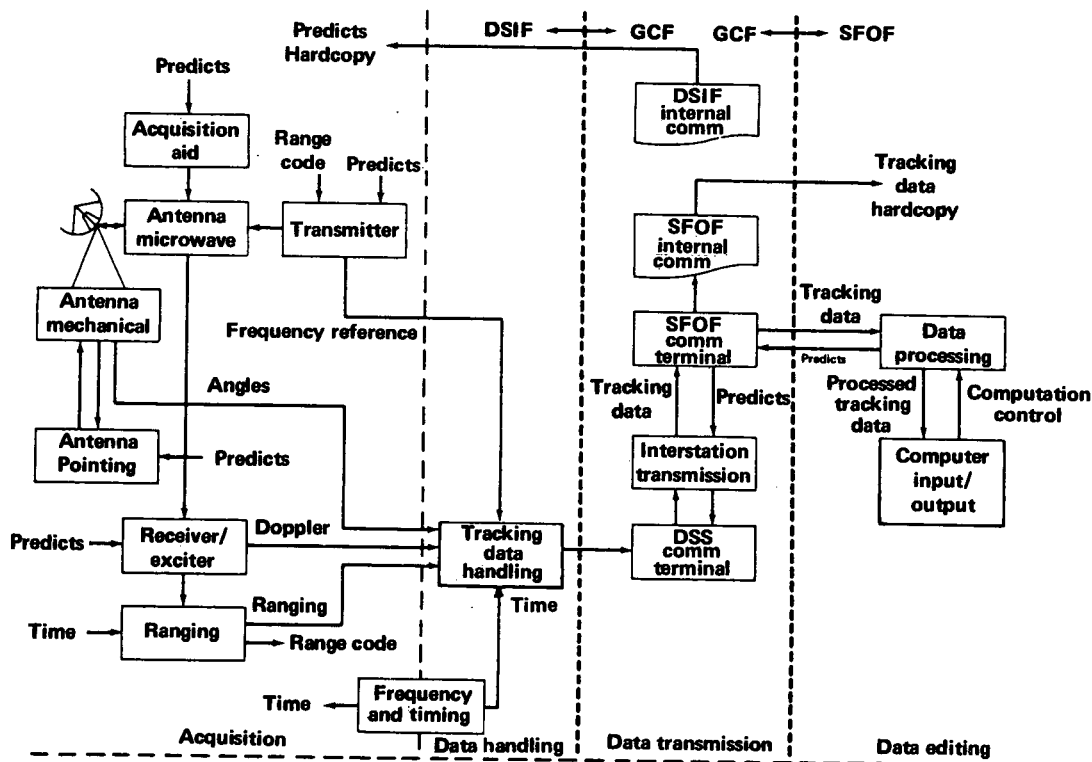 Predicts
Hardcopy
DSIF
GCF
GCF
SFOF
Predicts
Acquisition
aid
Range
code
Predicts
DSIF
internal
comm
Tracking
data
hardcopy
Antenna
microwave
Transmitter
SFOF
internal
comm
Antenna
mechanical
Frequency reference
SFOF
comm
terminal
Tracking
data
Predicts
Data
processing
Angles
Tracking
data
Predicts
Processed
tracking
data
Computation
control
Antenna
Pointing
Predicts
Interstation
transmission
Computer
input/
output
Predicts
Receiver/
exciter
Doppler
Tracking
data
handling
DSS
comm
terminal
Time
Ranging
Ranging
Range code
Time
Time
Frequency
and timing
Acquisition
Data handling
Data transmission
Data editing